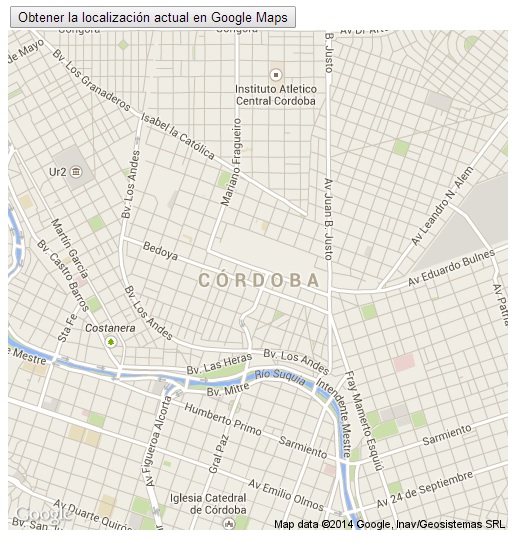 Obtener la localización actual en Google Maps
Av Di Arte
B. Justo
de Mayo
Bv. Los Granaderos
Instituto Atletico
Central Cordoba
Isabel la Católica
Mariano Fragueiro
Ur2
Bv. Los Andes
Av Juan B. Justo
Av Leandro N. Alem
Martín García
Bv. Castro Barros
Bedoya
CÓRDOBA
Av Eduardo Bulnes
Av Patria
Sta Fe
Costanera
Bv. Los Andes
e Mestre
Bv. Las Heras
Bv. Los Andes
Río Suquía
Bv. Mitre
Intendente Mestre
Fray Mamerto Esquiú
Av Figueroa Alcorta
Humberto Primo
Gral Paz
Sarmiento
Sarmiento
Av Emilio Olmos
Iglesia Catedral
de Córdoba
Av 24 de Septiembre
Av Duarte Quirós
Bv. San Juan
Google
Map data ©2014 Google, Inav/Geosistemas SRL